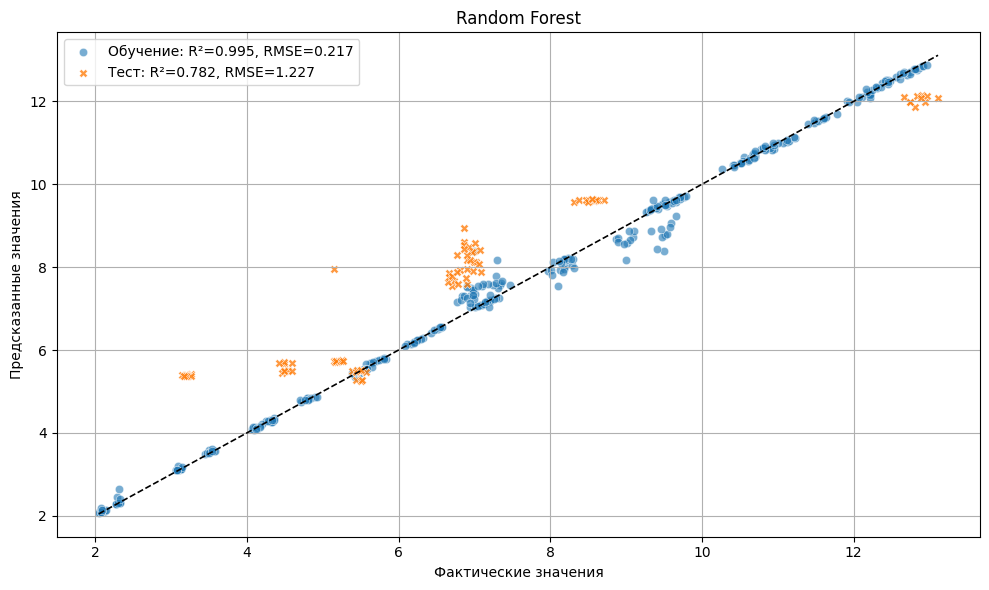 Random Forest
Обучение: R²=0.995, RMSE=0.217
Тест: R²=0.782, RMSE=1.227
Предсказанные значения
12
10
8
6
4
2
2 4 6 8 10 12
Фактические значения